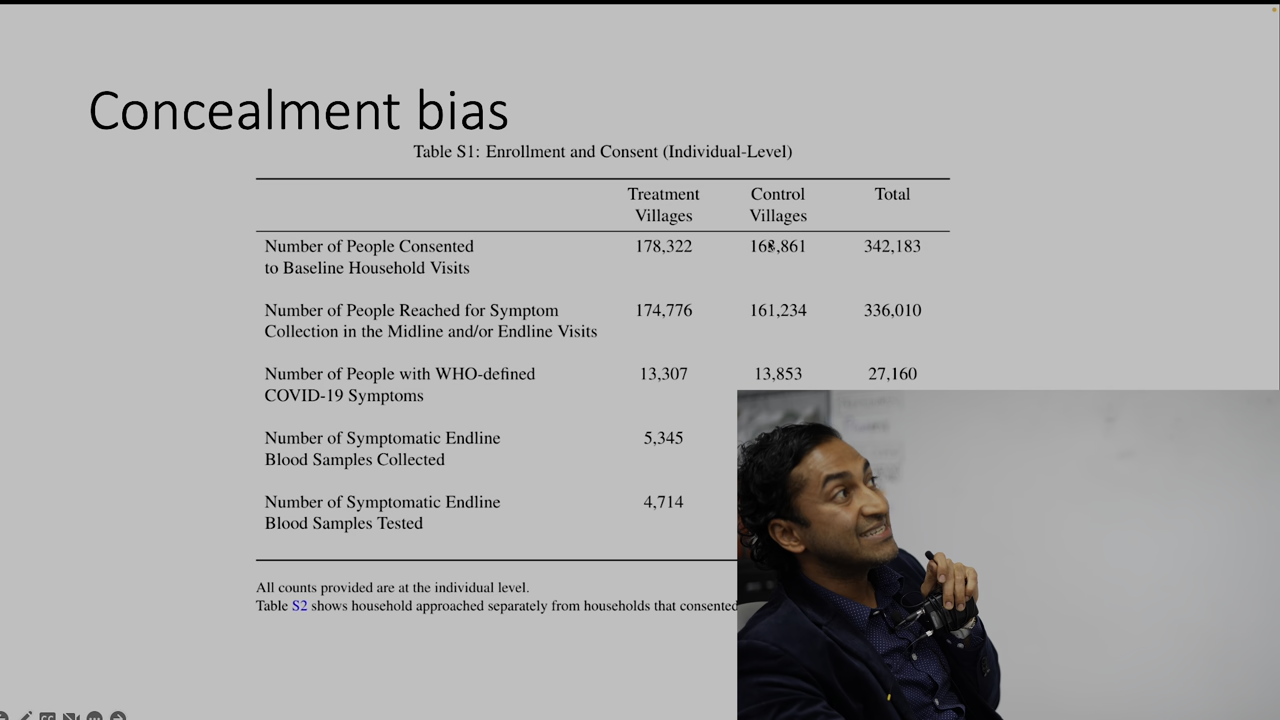 Concealment bias
Table S1: Enrollment and Consent (Individual-Level)
Treatment Villages Control Villages Total
Number of People Consented to Baseline Household Visits 178,322 163,861 342,183
Number of People Reached for Symptom Collection in the Midline and/or Endline Visits 174,776 161,234 336,010
Number of People with WHO-defined COVID-19 Symptoms 13,307 13,853 27,160
Number of Symptomatic Endline Blood Samples Collected 5,345
Number of Symptomatic Endline Blood Samples Tested 4,714
All counts provided are at the individual level.
Table S2 shows household approached separately from households that consented